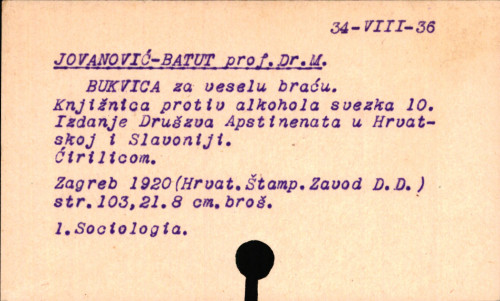 34-VIII-36
JOVANOVIĆ-BATUT prof.Dr.M.
BUKVICA za veselu braću.
Knjižnica protiv alkohola svezka 10.
Izdanje Drušzva Apstinenata u Hrvat-
skoj i Slavoniji.
Ćirilicom.
Zagreb 1920(Hrvat.Štamp.Zavod D.D.)
str.103,21.8 cm.broš.
1.Sociologia.